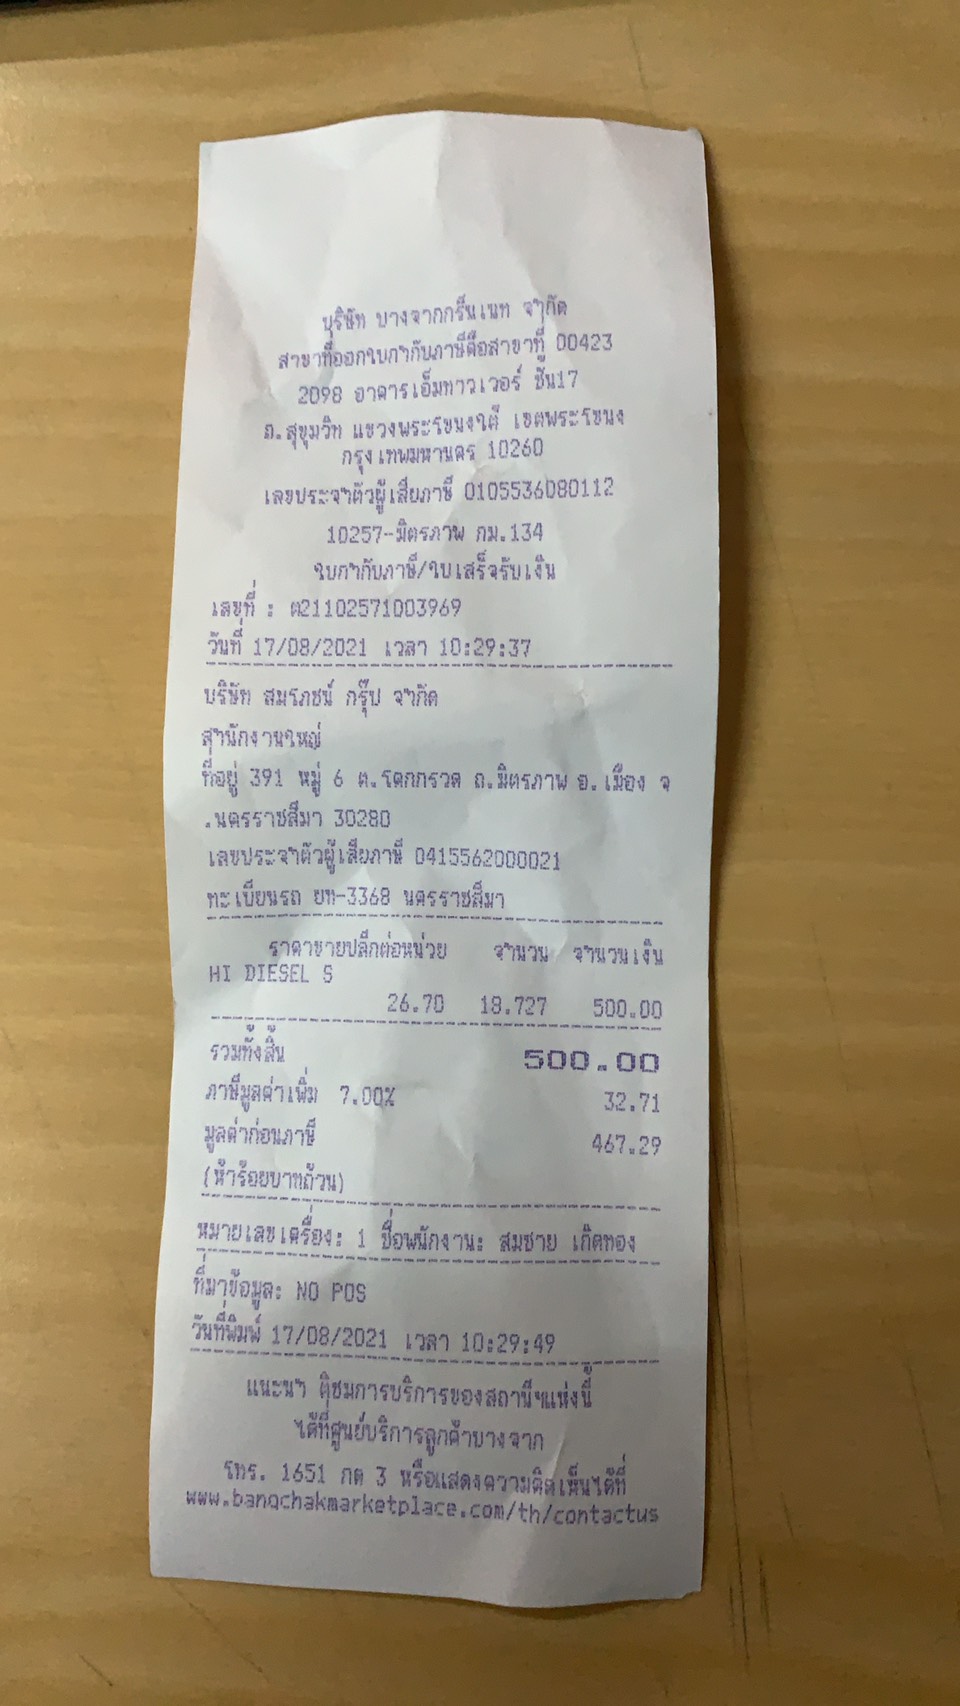 บริษัท บางจากกรีนเนท จำกัด
สาขาที่ออกใบกำกับภาษีคือสาขาที่ 00423
2098 อาคารเอ็มทาวเวอร์ ชั้น17
ถ.สุขุมวิท แขวงพระโขนงใต้ เขตพระโขนง
กรุงเทพมหานคร 10260
เลขประจำตัวผู้เสียภาษี 0105536080112
10257-มิตรภาพ กม.134
ใบกำกับภาษี/ใบเสร็จรับเงิน
เลขที่ : ต21102571003969
วันที่ 17/08/2021 เวลา 10:29:37
บริษัท สมโภชน์ กรุ๊ป จำกัด
สำนักงานใหญ่
ที่อยู่ 391 หมู่ 6 ต.โคกกรวด ถ.มิตรภาพ อ.เมือง จ
.นครราชสีมา 30280
เลขประจำตัวผู้เสียภาษี 0415562000021
ทะเบียนรถ ยท-3368 นครราชสีมา
ราคาขายปลีกต่อหน่วย จำนวน จำนวนเงิน
HI DIESEL S
26.70 18.727 500.00
รวมทั้งสิ้น 500.00
ภาษีมูลค่าเพิ่ม 7.00% 32.71
มูลค่าก่อนภาษี 467.29
(ห้าร้อยบาทถ้วน)
หมายเลขเครื่อง: 1 ชื่อพนักงาน: สมชาย เกิดทอง
ที่มาข้อมูล: NO POS
วันที่พิมพ์ 17/08/2021 เวลา 10:29:49
แนะนำ ติชมการบริการของสถานีฯแห่งนี้
ได้ที่ศูนย์บริการลูกค้าบางจาก
โทร. 1651 กด 3 หรือแสดงความคิดเห็นได้ที่
www.bangchakmarketplace.com/th/contactus